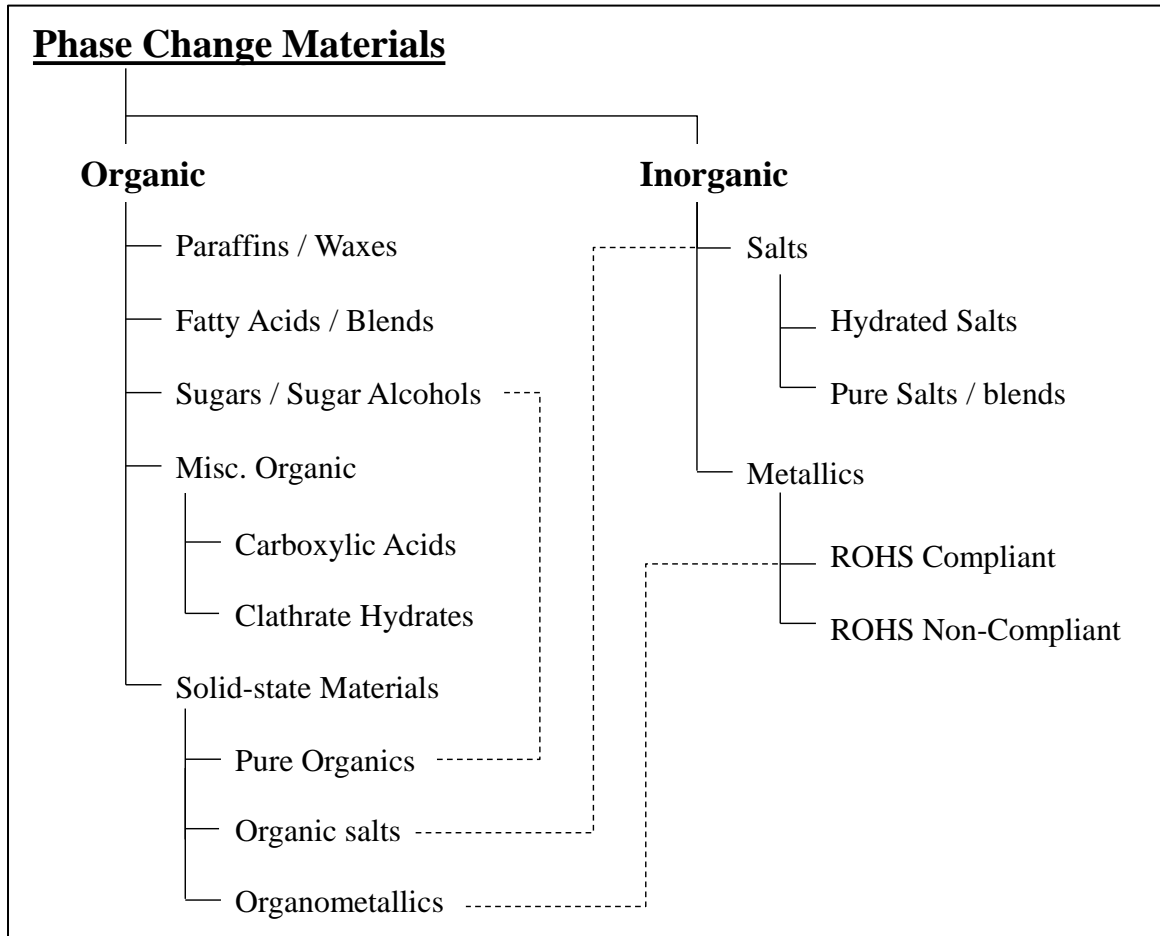 Phase Change Materials
Organic
Paraffins / Waxes
Fatty Acids / Blends
Sugars / Sugar Alcohols
Misc. Organic
Carboxylic Acids
Clathrate Hydrates
Solid-state Materials
Pure Organics
Organic salts
Organometallics
Inorganic
Salts
Hydrated Salts
Pure Salts / blends
Metallics
ROHS Compliant
ROHS Non-Compliant